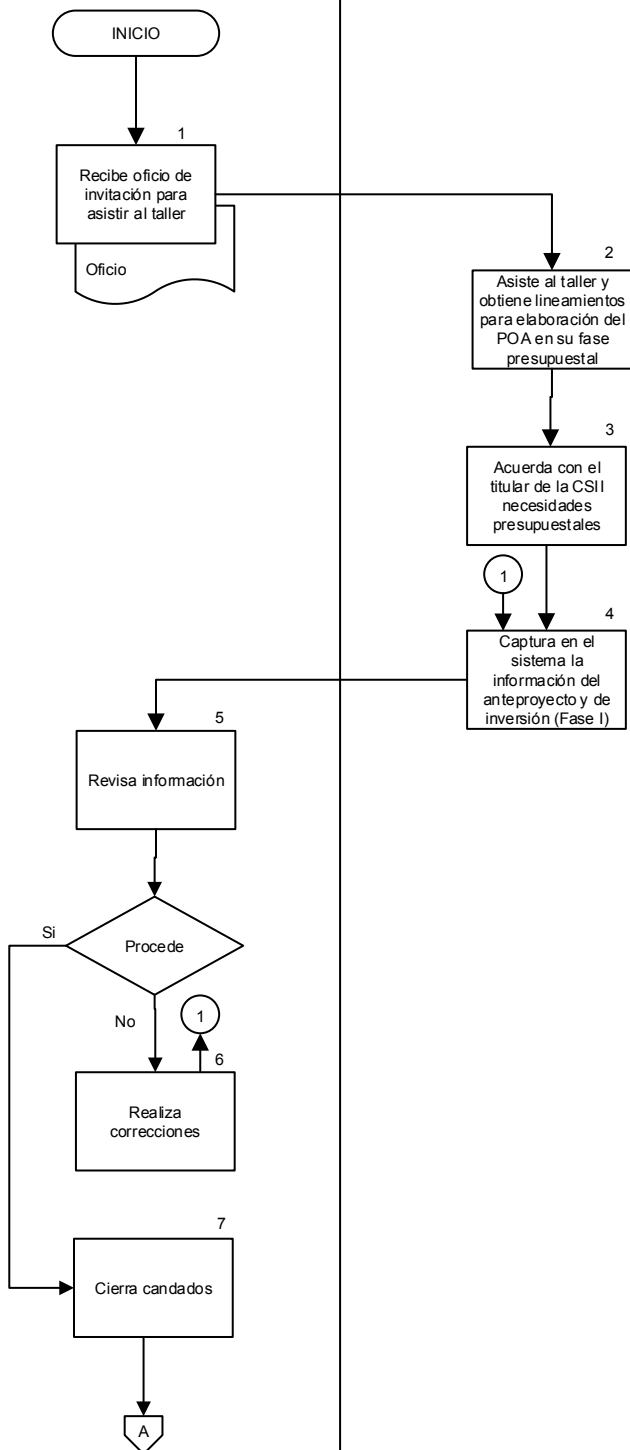 INICIO
1
Recibe oficio de
invitación para
asistir al taller
Oficio
2
Asiste al taller y
obtiene lineamientos
para elaboración del
POA en su fase
presupuestal
3
Acuerda con el
titular de la CSII
necesidades
presupuestales
1
4
Captura en el
sistema la
información del
anteproyecto y de
inversión (Fase I)
5
Revisa información
Si
Procede
No
1
6
Realiza
correcciones
7
Cierra candados
A